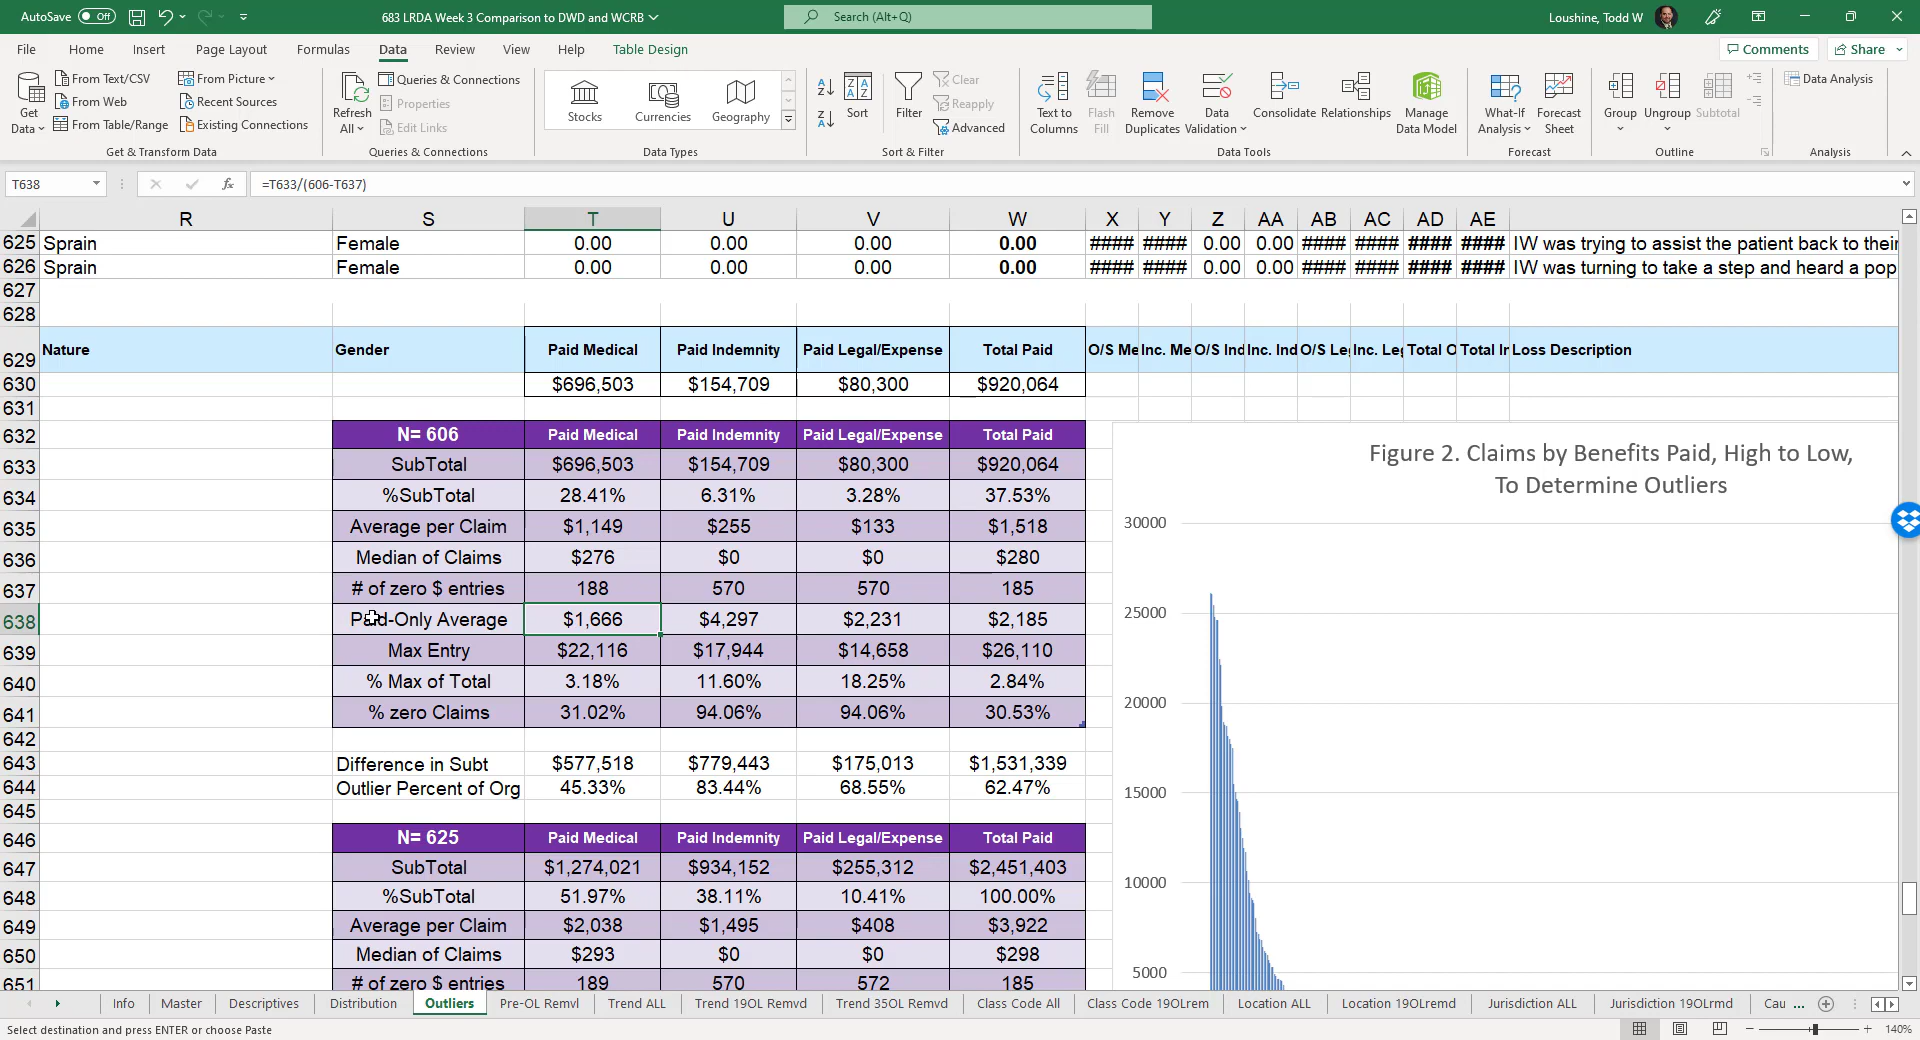 AutoSave Off 683 LRDA Week 3 Comparison to DWD and WCRB Search (Alt+Q) Loushine, Todd W
File Home Insert Page Layout Formulas Data Review View Help Table Design Comments Share
From Text/CSV From Picture
From Web Recent Sources
From Table/Range Existing Connections
Get Data
Get & Transform Data
Refresh All
Queries & Connections
Properties
Edit Links
Queries & Connections
Stocks Currencies Geography
Data Types
Sort Filter
Clear
Reapply
Advanced
Sort & Filter
Text to Columns Flash Fill Remove Duplicates Data Validation Consolidate Relationships Manage Data Model
Data Tools
What-If Analysis Forecast Sheet
Forecast
Group Ungroup Subtotal
Outline
Data Analysis
Analysis
T638 fx =T633/(606-T637)
R S T U V W X Y Z AA AB AC AD AE
625 Sprain Female 0.00 0.00 0.00 0.00 #### #### 0.00 0.00 #### #### #### #### IW was trying to assist the patient back to their
626 Sprain Female 0.00 0.00 0.00 0.00 #### #### 0.00 0.00 #### #### #### #### IW was turning to take a step and heard a pop
627
628
629 Nature Gender Paid Medical Paid Indemnity Paid Legal/Expense Total Paid O/S Me Inc. Me O/S Ind Inc. Ind O/S Le Inc. Le Total O Total Ir Loss Description
630 $696,503 $154,709 $80,300 $920,064
631
632 N= 606 Paid Medical Paid Indemnity Paid Legal/Expense Total Paid
633 SubTotal $696,503 $154,709 $80,300 $920,064
634 %SubTotal 28.41% 6.31% 3.28% 37.53%
635 Average per Claim $1,149 $255 $133 $1,518
636 Median of Claims $276 $0 $0 $280
637 # of zero $ entries 188 570 570 185
638 Paid-Only Average $1,666 $4,297 $2,231 $2,185
639 Max Entry $22,116 $17,944 $14,658 $26,110
640 % Max of Total 3.18% 11.60% 18.25% 2.84%
641 % zero Claims 31.02% 94.06% 94.06% 30.53%
642
643 Difference in Subt $577,518 $779,443 $175,013 $1,531,339
644 Outlier Percent of Org 45.33% 83.44% 68.55% 62.47%
645
646 N= 625 Paid Medical Paid Indemnity Paid Legal/Expense Total Paid
647 SubTotal $1,274,021 $934,152 $255,312 $2,451,403
648 %SubTotal 51.97% 38.11% 10.41% 100.00%
649 Average per Claim $2,038 $1,495 $408 $3,922
650 Median of Claims $293 $0 $0 $298
651 # of zero $ entries 189 570 572 185
Figure 2. Claims by Benefits Paid, High to Low,
To Determine Outliers
30000
25000
20000
15000
10000
5000
Info Master Descriptives Distribution Outliers Pre-OL Remvl Trend ALL Trend 19OL Remvd Trend 35OL Remvd Class Code All Class Code 19OLrem Location ALL Location 19OLremd Jurisdiction ALL Jurisdiction 19OLrmd Cau ...
Select destination and press ENTER or choose Paste 140%